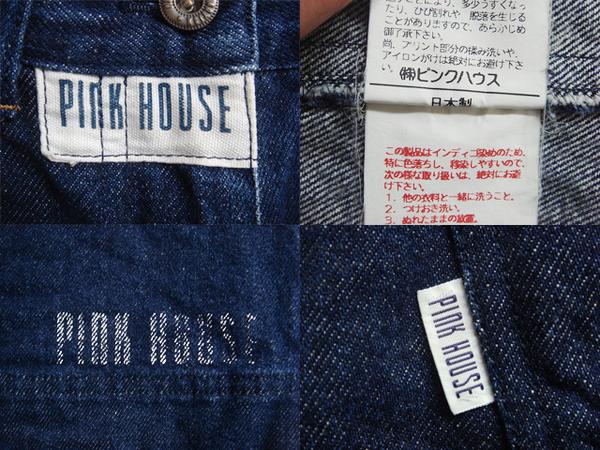 PINK HOUSE
により、多少うすくなっ
たり、ひび割れや 脱落を生じる
ことがありますので、あらかじめ
御了承下さい。
尚、プリント部分の揉み洗いや、
アイロンがけは絶対にお避け下さ
い。
㈱ピンクハウス
日本製
この製品はインディゴ染めのため、
特に色落ちし、移染しやすいので、
次の様な取り扱いは、絶対にお避
け下さい。
1. 他の衣料と一緒に洗うこと。
2. つけおき洗い。
3. ぬれたままの放置。
PINK HOUSE
PINK HOUSE